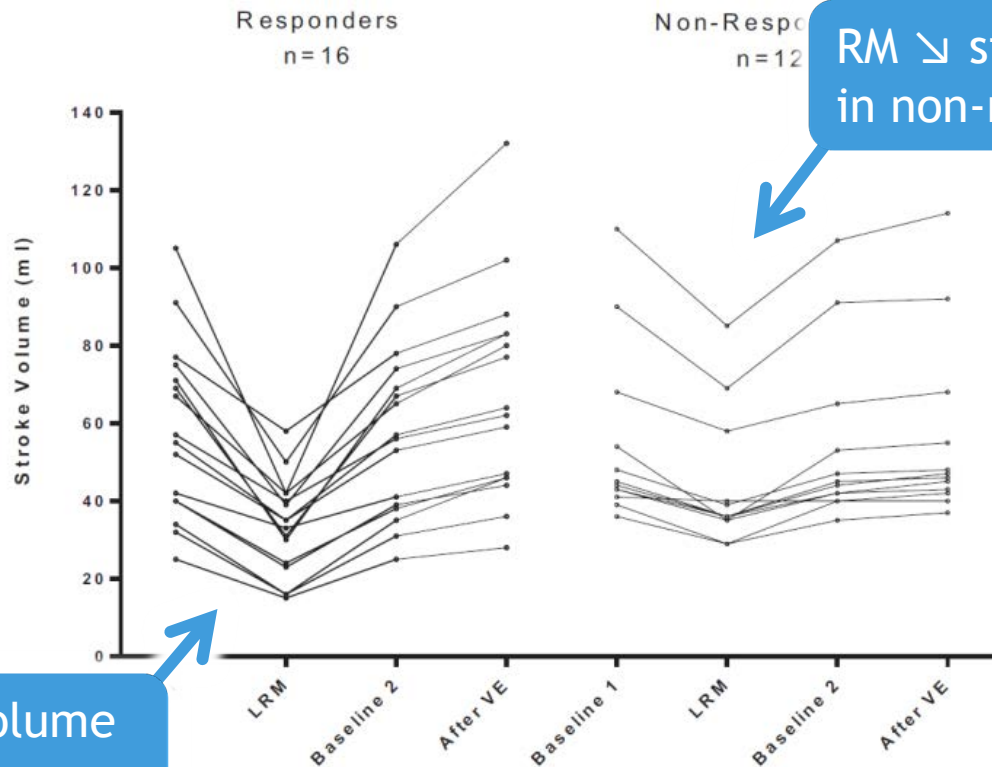 Responders
n=16
Non-Respo
n=12
RM ↘ st
in non-r
140
120
100
80
60
40
20
0
Stroke Volume (ml)
LRM
Baseline 2
After VE
Baseline 1
LRM
Baseline 2
After VE
olume